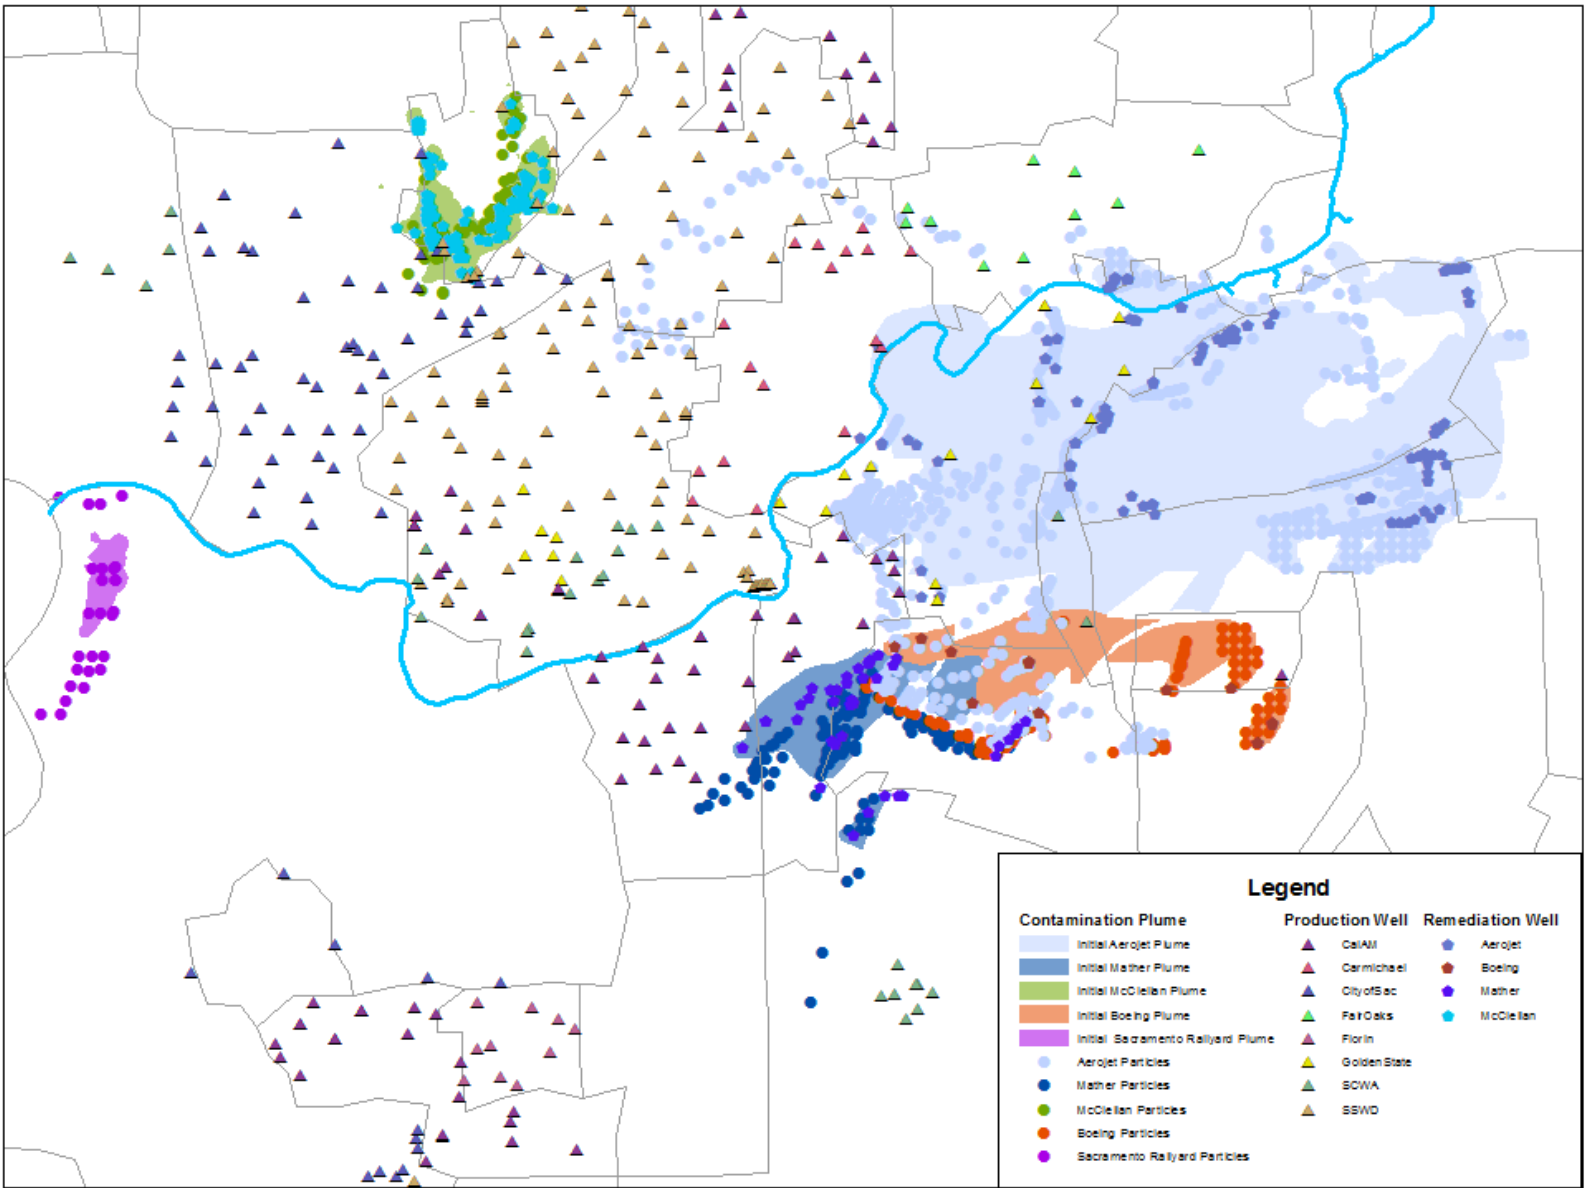 Legend
Contamination Plume
Initial Aerojet Plume
Initial Mather Plume
Initial McClellan Plume
Initial Boeing Plume
Initial Sacramento Railyard Plume
Aerojet Particles
Mather Particles
McClellan Particles
Boeing Particles
Sacramento Railyard Particles
Production Well
CalAM
Carmichael
CityofSac
FairOaks
Florin
GoldenState
SCWA
SSWD
Remediation Well
Aerojet
Boeing
Mather
McClellan